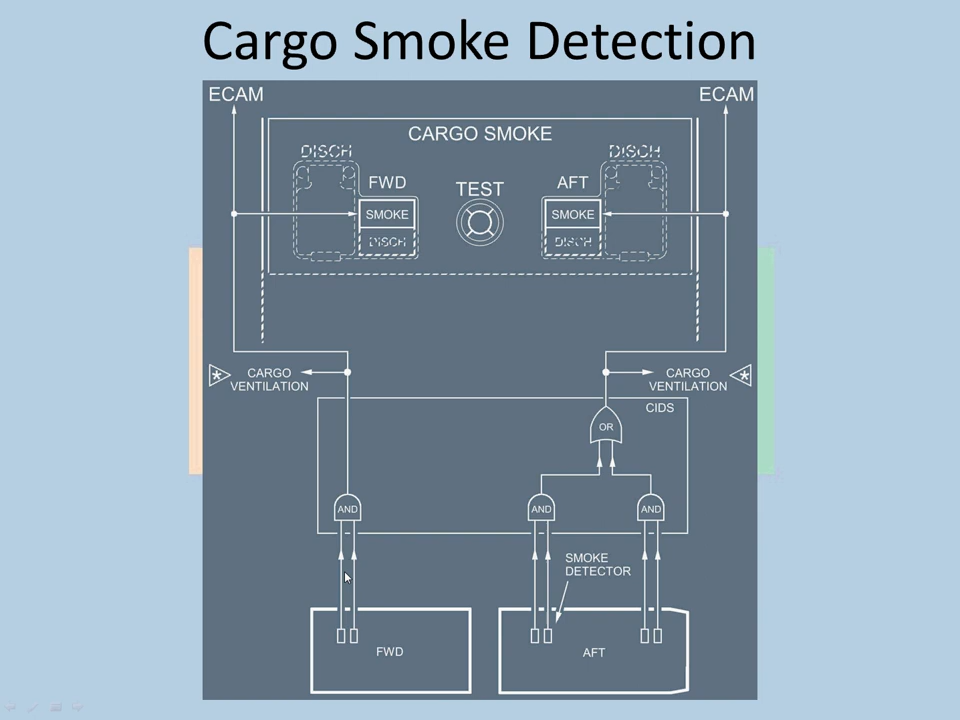 Cargo Smoke Detection
ECAM
ECAM
CARGO SMOKE
DISCH
DISCH
FWD
TEST
AFT
SMOKE
SMOKE
DISCH
DISCH
* CARGO
VENTILATION
CARGO *
VENTILATION
CIDS
OR
AND
AND
AND
SMOKE
DETECTOR
FWD
AFT